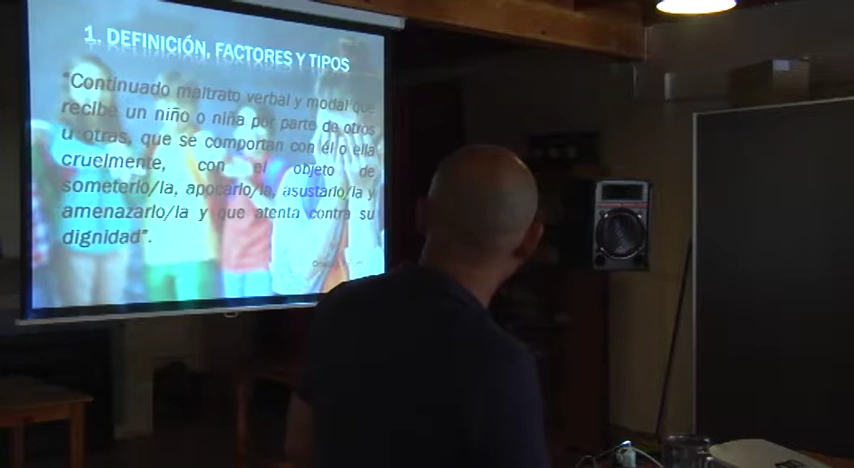 1. DEFINICIÓN, FACTORES Y TIPOS
"Continuado maltrato verbal y modal que
recibe un niño o niña por parte de otros
u otras, que se comportan con él o ella
cruelmente, con el objeto de
someterlo/la, apocarlo/la, asustarlo/la y
amenazarlo/la y que atenta contra su
dignidad".